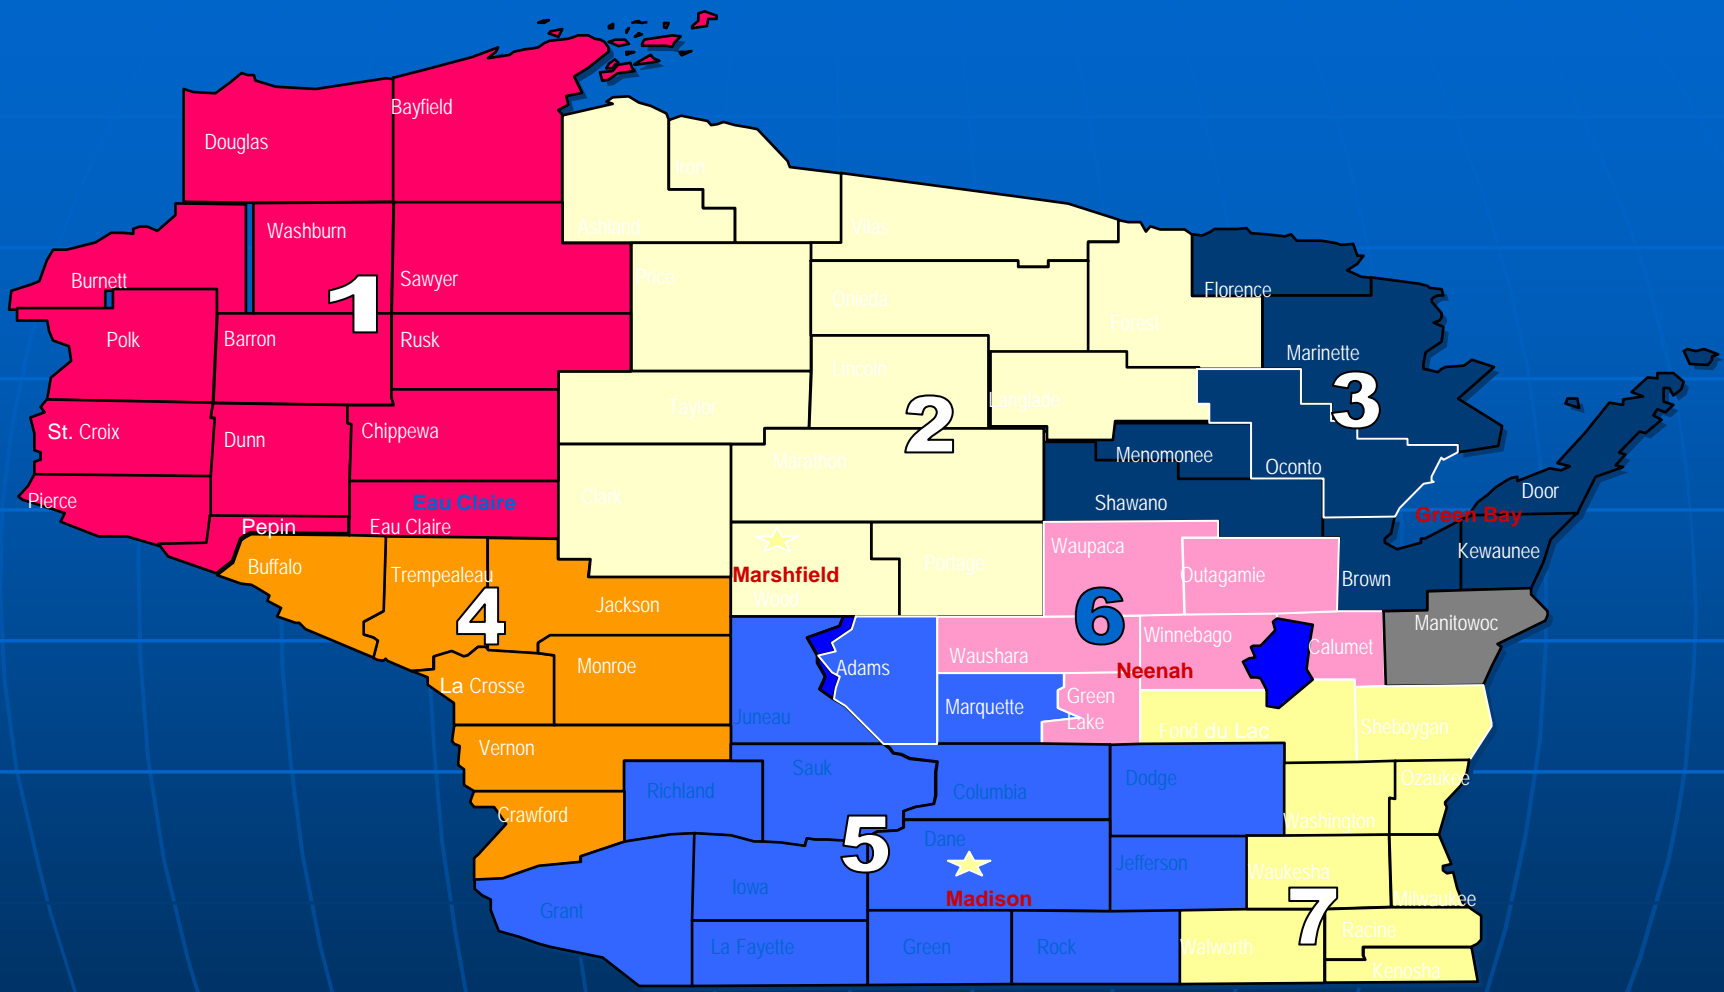 Bayfield
Douglas
Iron
Ashland
Vilas
Washburn
Burnett
Sawyer
Price
Florence
Oneida
Forest
1
Polk
Barron
Rusk
Marinette
Lincoln
3
Langlade
Taylor
2
St. Croix
Dunn
Chippewa
Marathon
Menomonee
Oconto
Door
Pierce
Eau Claire
Clark
Shawano
Green Bay
Pepin
Eau Claire
Waupaca
Kewaunee
Buffalo
Trempealeau
Marshfield
Portage
Outagamie
Brown
Wood
Jackson
4
6
Manitowoc
Winnebago
Calumet
Monroe
Adams
Waushara
Neenah
La Crosse
Marquette
Green
Lake
Juneau
Fond du Lac
Sheboygan
Vernon
Sauk
Richland
Columbia
Dodge
Ozaukee
Crawford
Washington
5
Dane
Jefferson
Waukesha
Iowa
Madison
Milwaukee
Grant
7
Racine
La Fayette
Green
Rock
Walworth
Kenosha